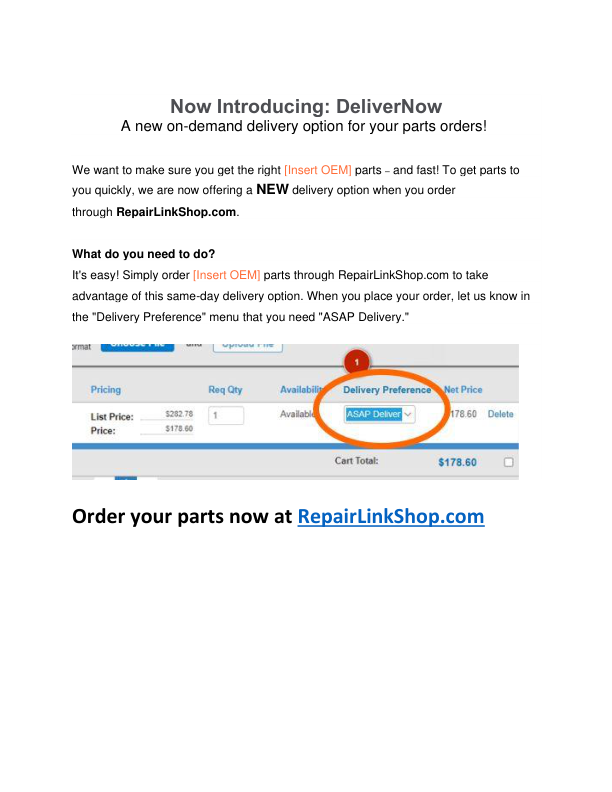 Now Introducing: DeliverNow
A new on-demand delivery option for your parts orders!
We want to make sure you get the right [Insert OEM] parts – and fast! To get parts to
you quickly, we are now offering a NEW delivery option when you order
through RepairLinkShop.com.
What do you need to do?
It's easy! Simply order [Insert OEM] parts through RepairLinkShop.com to take
advantage of this same-day delivery option. When you place your order, let us know in
the "Delivery Preference" menu that you need "ASAP Delivery."
ormat Choose File and Upload File
1
Pricing Req Qty Availabilit Delivery Preference Net Price
List Price: $282.78 1 Available ASAP Deliver 178.60 Delete
Price: $178.60
Cart Total: $178.60
Order your parts now at RepairLinkShop.com